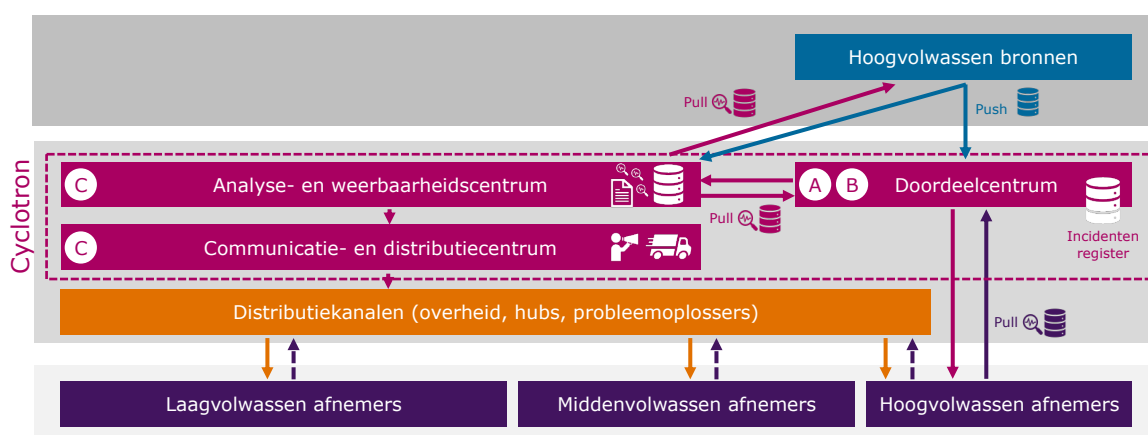 Hoogvolwassen bronnen
Pull
Push
Cyclotron
C
Analyse- en weerbaarheidscentrum
A
B
Doordeelcentrum
Pull
C
Communicatie- en distributiecentrum
Incidenten
register
Distributiekanalen (overheid, hubs, probleemoplossers)
Pull
Laagvolwassen afnemers
Middenvolwassen afnemers
Hoogvolwassen afnemers